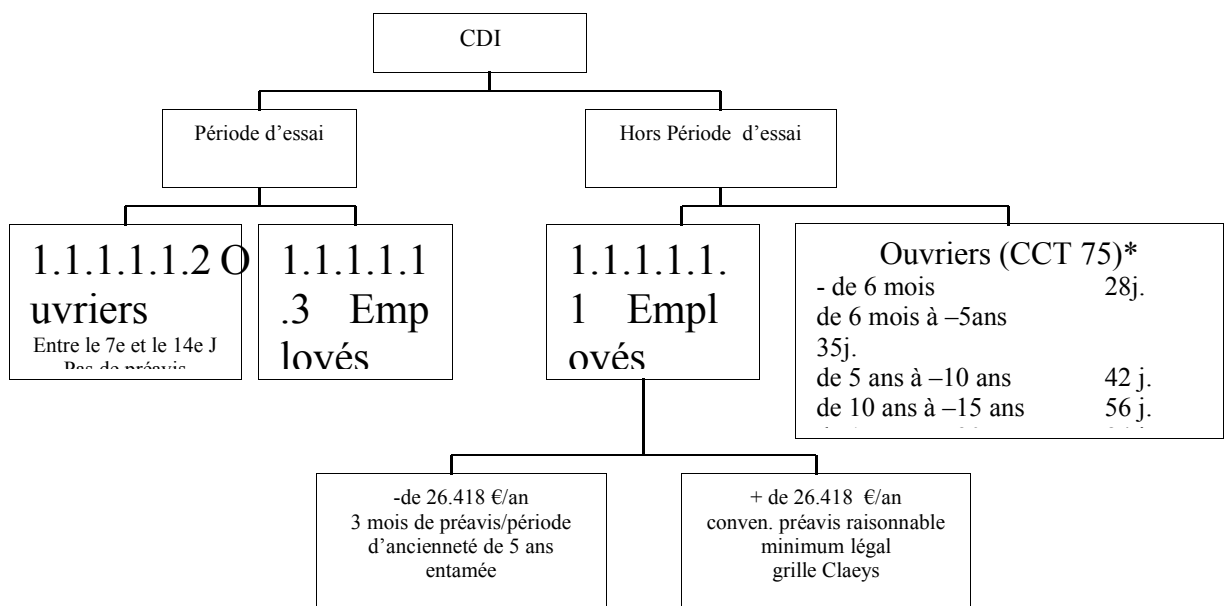 CDI
Période d'essai
Hors Période d'essai
1.1.1.1.1.2 O
uvriers
Entre le 7e et le 14e J
Pas de préavis
1.1.1.1.1
.3 Emp
loyés
1.1.1.1.1.
1 Empl
oyés
Ouvriers (CCT 75)*
- de 6 mois 28j.
de 6 mois à –5ans
35j.
de 5 ans à –10 ans 42 j.
de 10 ans à –15 ans 56 j.
-de 26.418 €/an
3 mois de préavis/période
d'ancienneté de 5 ans
entamée
+ de 26.418 €/an
conven. préavis raisonnable
minimum légal
grille Claeys